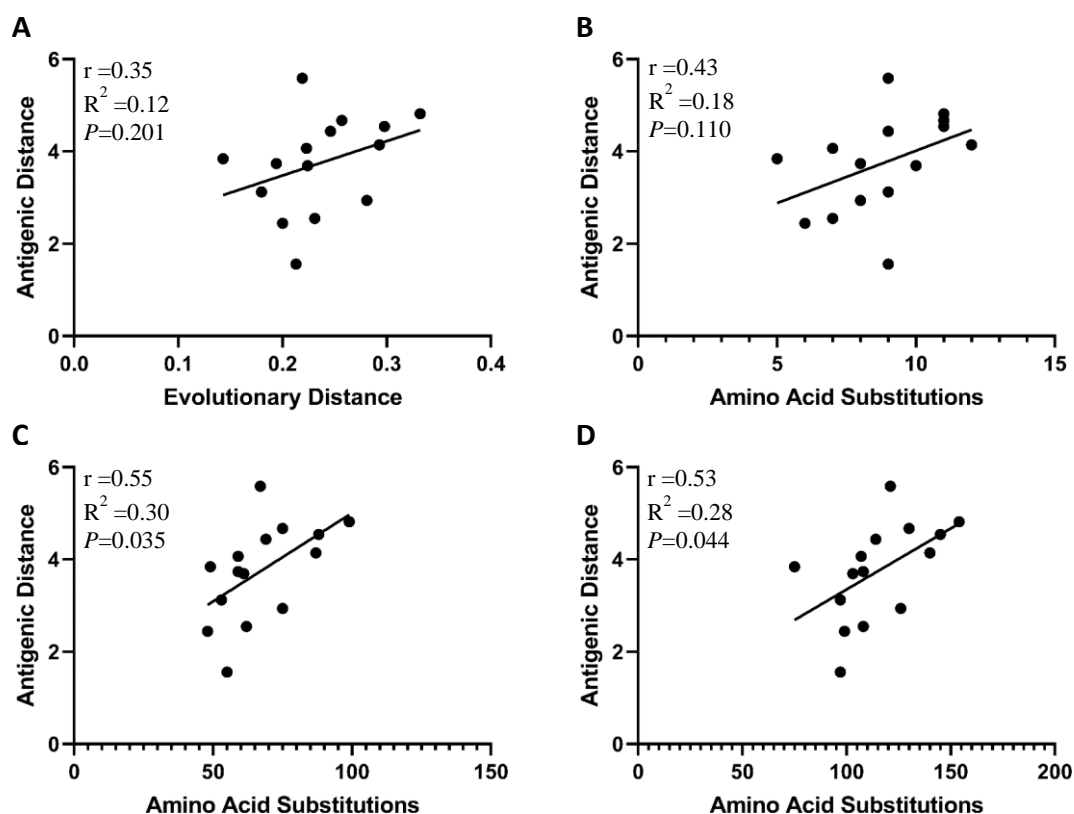 A
r =0.35
R² =0.12
P=0.201
6
4
2
0
Antigenic Distance
0.0 0.1 0.2 0.3 0.4
Evolutionary Distance
B
r =0.43
R² =0.18
P=0.110
6
4
2
0
Antigenic Distance
0 5 10 15
Amino Acid Substitutions
C
r =0.55
R² =0.30
P=0.035
6
4
2
0
Antigenic Distance
0 50 100 150
Amino Acid Substitutions
D
r =0.53
R² =0.28
P=0.044
6
4
2
0
Antigenic Distance
0 50 100 150 200
Amino Acid Substitutions